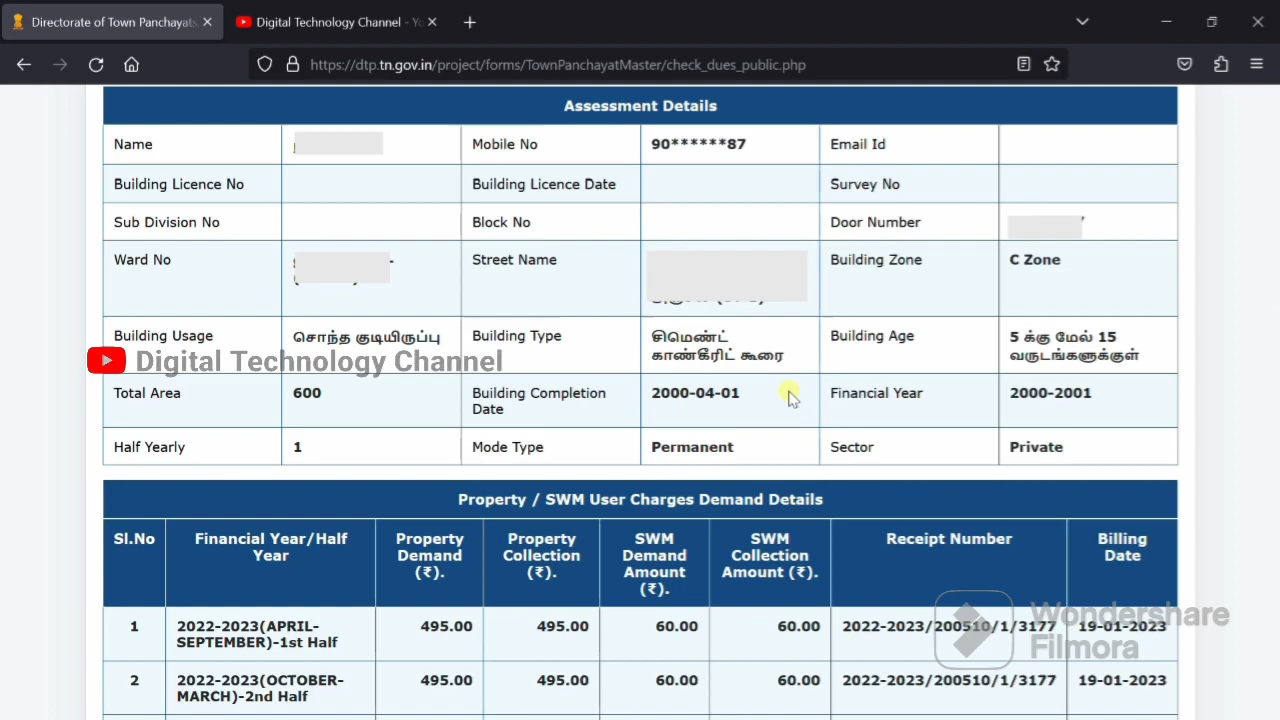 Directorate of Town Panchayats
Digital Technology Channel - Yo
https://dtp.tn.gov.in/project/forms/TownPanchayatMaster/check_dues_public.php
Assessment Details
Name Mobile No 90******87 Email Id
Building Licence No Building Licence Date Survey No
Sub Division No Block No Door Number
Ward No Street Name Building Zone C Zone
Building Usage சொந்த குடியிருப்பு Building Type சிமெண்ட் Building Age 5 க்கு மேல் 15
காண்கீரிட் கூரை வருடங்களுக்குள்
Digital Technology Channel
Total Area 600 Building Completion 2000-04-01 Financial Year 2000-2001
Date
Half Yearly 1 Mode Type Permanent Sector Private
Property / SWM User Charges Demand Details
Sl.No Financial Year/Half Property Property SWM SWM Receipt Number Billing
Year Demand Collection Demand Collection Date
(₹). (₹). Amount Amount (₹).
(₹).
1 2022-2023(APRIL- 495.00 495.00 60.00 60.00 2022-2023/200510/1/3177 19-01-2023
SEPTEMBER)-1st Half
Wondershare
Filmora
2 2022-2023(OCTOBER- 495.00 495.00 60.00 60.00 2022-2023/200510/1/3177 19-01-2023
MARCH)-2nd Half